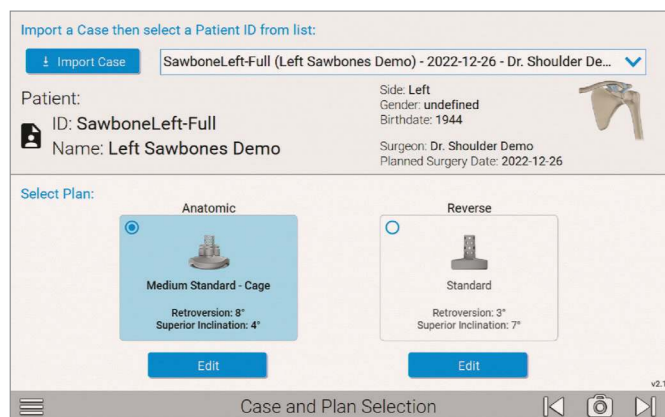 Import a Case then select a Patient ID from list:
Import Case
SawboneLeft-Full (Left Sawbones Demo) - 2022-12-26 - Dr. Shoulder De...
Patient:
ID: SawboneLeft-Full
Name: Left Sawbones Demo
Side: Left
Gender: undefined
Birthdate: 1944
Surgeon: Dr. Shoulder Demo
Planned Surgery Date: 2022-12-26
Select Plan:
Anatomic
Medium Standard - Cage
Retroversion: 8°
Superior Inclination: 4°
Edit
Reverse
Standard
Retroversion: 3°
Superior Inclination: 7°
Edit
Case and Plan Selection